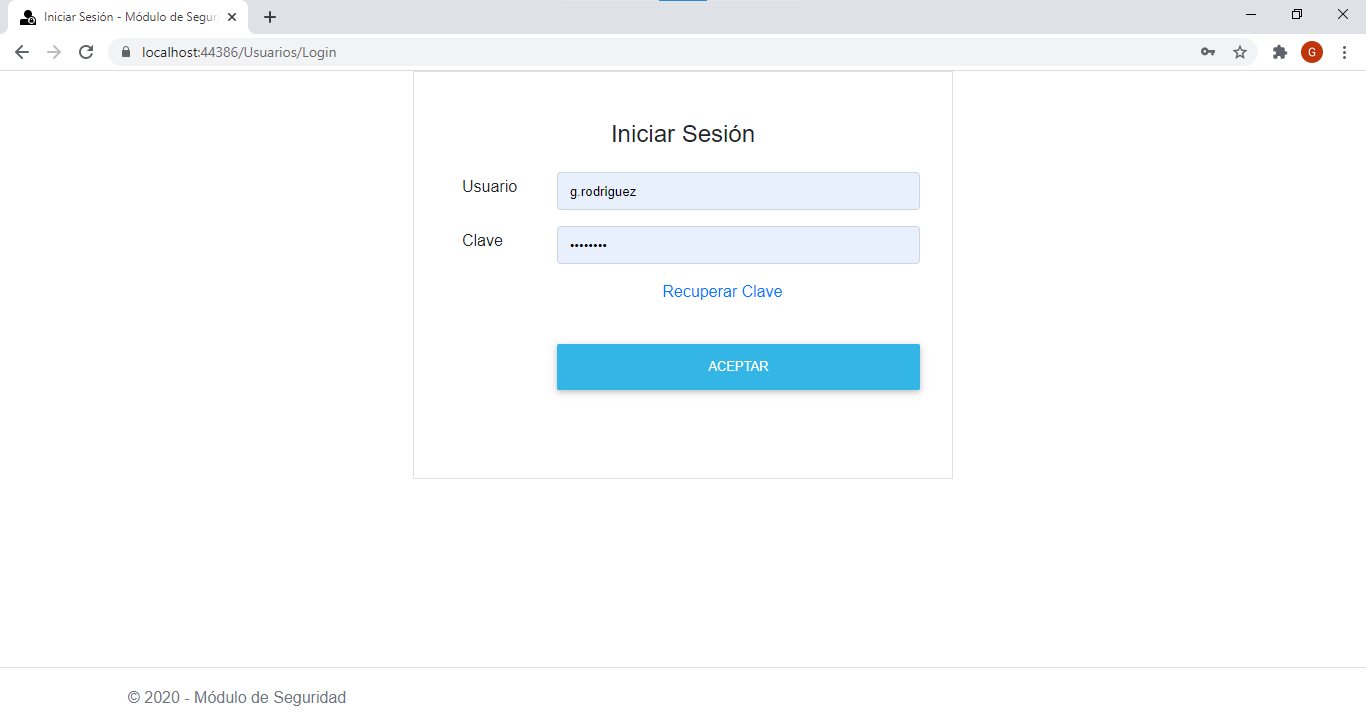 Iniciar Sesión - Módulo de Segur
localhost:44386/Usuarios/Login
G
Iniciar Sesión
Usuario
g.rodriguez
Clave
••••••••
Recuperar Clave
ACEPTAR
© 2020 - Módulo de Seguridad